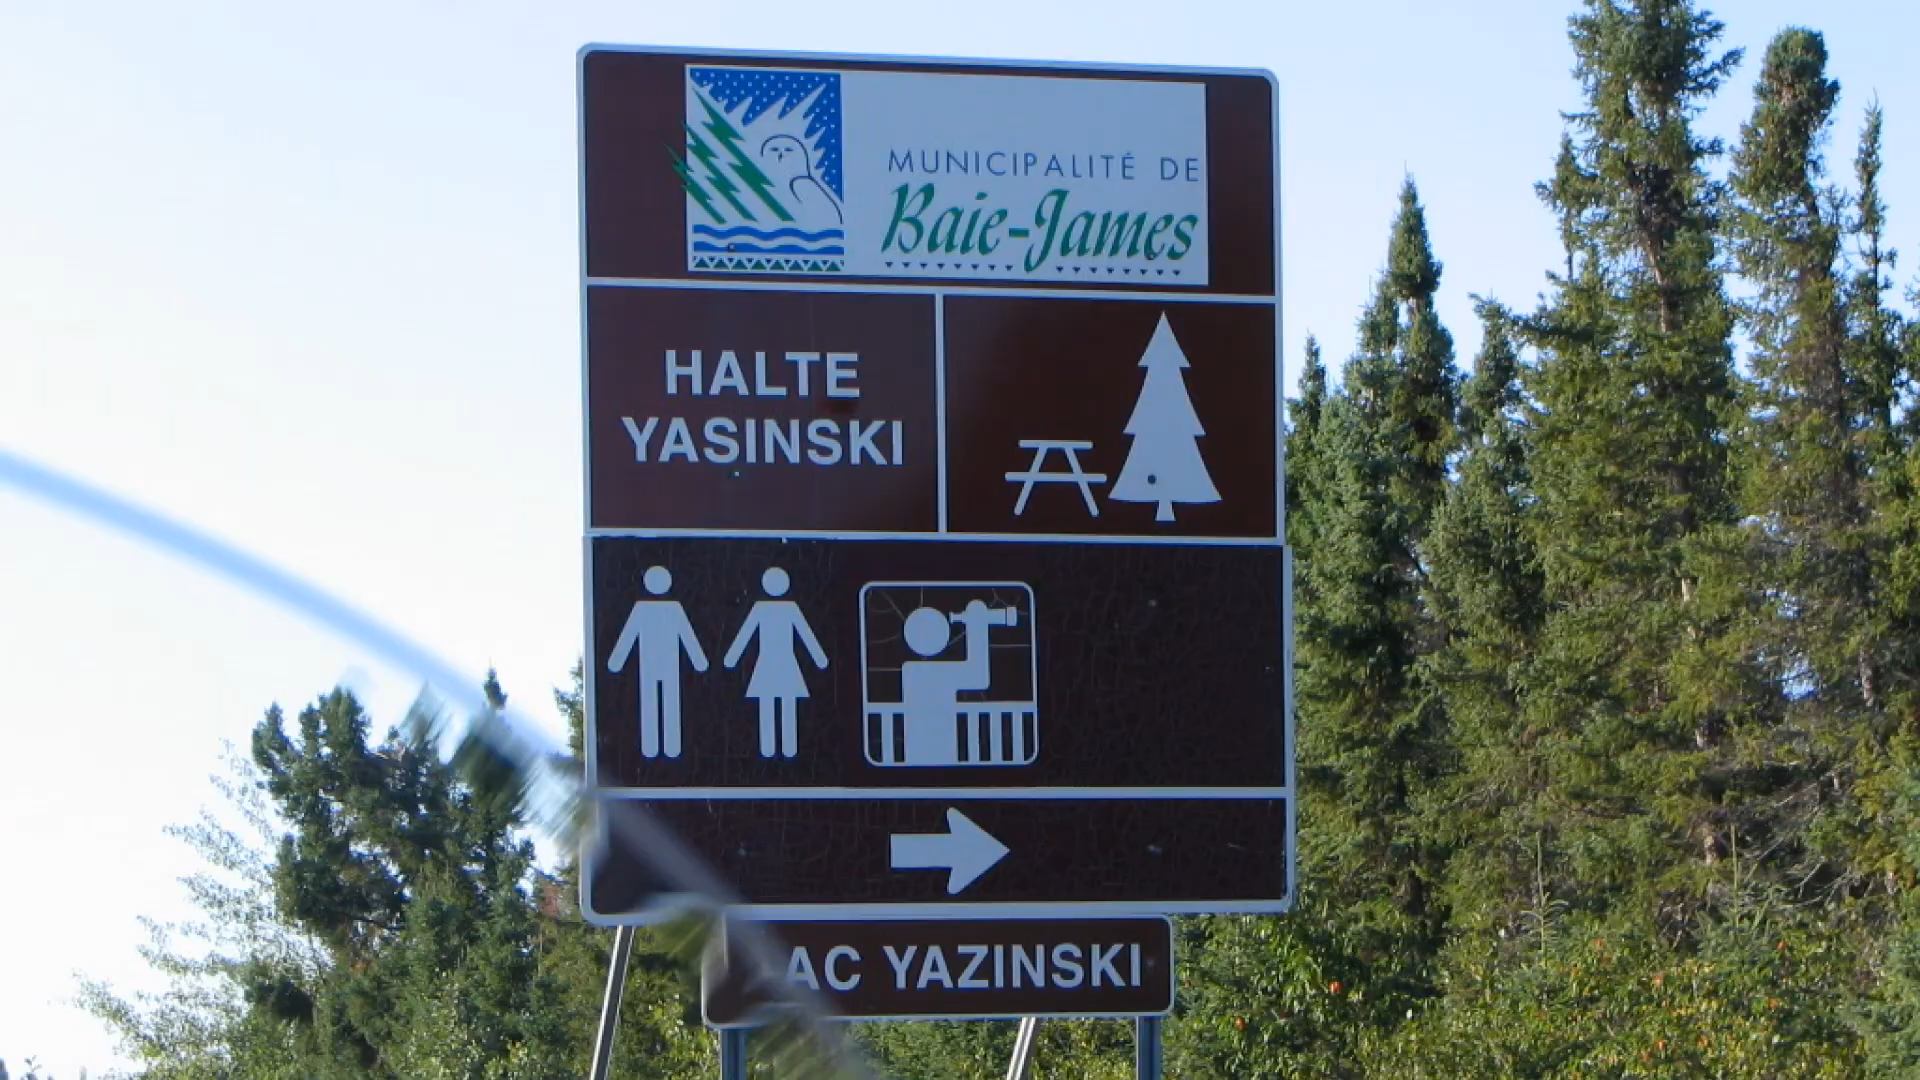 MUNICIPALITÉ DE
Baie-James
HALTE
YASINSKI
AC YAZINSKI